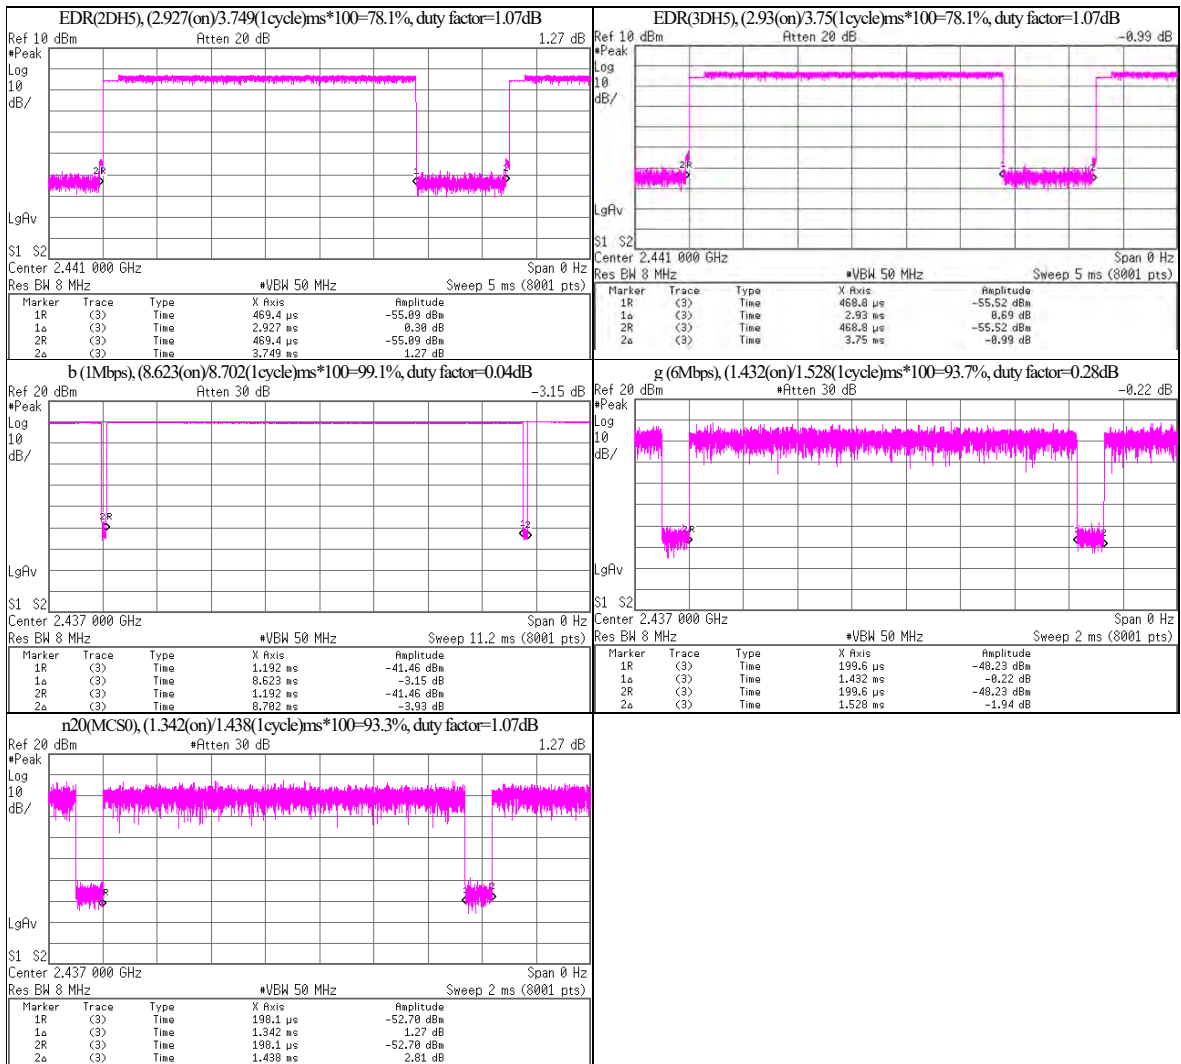 EDR(2DH5), (2.927(on)/3.749(1cycle)ms*100=78.1%, duty factor=1.07dB
Ref 10 dBm Atten 20 dB 1.27 dB
#Peak
Log
10
dB/
2R
1
2
LgAv
S1 S2
Center 2.441 000 GHz Span 0 Hz
Res BW 8 MHz #VBW 50 MHz Sweep 5 ms (8001 pts)
Marker Trace Type X Axis Amplitude
1R (3) Time 469.4 µs -55.09 dBm
1Δ (3) Time 2.927 ms 0.30 dB
2R (3) Time 469.4 µs -55.09 dBm
2Δ (3) Time 3.749 ms 1.27 dB
EDR(3DH5), (2.93(on)/3.75(1cycle)ms*100=78.1%, duty factor=1.07dB
Ref 10 dBm Atten 20 dB -0.99 dB
#Peak
Log
10
dB/
2R
1
2
LgAv
S1 S2
Center 2.441 000 GHz Span 0 Hz
Res BW 8 MHz #VBW 50 MHz Sweep 5 ms (8001 pts)
Marker Trace Type X Axis Amplitude
1R (3) Time 468.8 µs -55.52 dBm
1Δ (3) Time 2.93 ms 0.69 dB
2R (3) Time 468.8 µs -55.52 dBm
2Δ (3) Time 3.75 ms -0.99 dB
b (1Mbps), (8.623(on)/8.702(1cycle)ms*100=99.1%, duty factor=0.04dB
Ref 20 dBm Atten 30 dB -3.15 dB
#Peak
Log
10
dB/
2R
12
LgAv
S1 S2
Center 2.437 000 GHz Span 0 Hz
Res BW 8 MHz #VBW 50 MHz Sweep 11.2 ms (8001 pts)
Marker Trace Type X Axis Amplitude
1R (3) Time 1.192 ms -41.46 dBm
1Δ (3) Time 8.623 ms -3.15 dB
2R (3) Time 1.192 ms -41.46 dBm
2Δ (3) Time 8.702 ms -3.93 dB
g (6Mbps), (1.432(on)/1.528(1cycle)ms*100=93.7%, duty factor=0.28dB
Ref 20 dBm #Atten 30 dB -0.22 dB
#Peak
Log
10
dB/
2R
1
2
LgAv
S1 S2
Center 2.437 000 GHz Span 0 Hz
Res BW 8 MHz #VBW 50 MHz Sweep 2 ms (8001 pts)
Marker Trace Type X Axis Amplitude
1R (3) Time 199.6 µs -48.23 dBm
1Δ (3) Time 1.432 ms -0.22 dB
2R (3) Time 199.6 µs -48.23 dBm
2Δ (3) Time 1.528 ms -1.94 dB
n20(MCS0), (1.342(on)/1.438(1cycle)ms*100=93.3%, duty factor=1.07dB
Ref 20 dBm #Atten 30 dB 1.27 dB
#Peak
Log
10
dB/
R
1
2
LgAv
S1 S2
Center 2.437 000 GHz Span 0 Hz
Res BW 8 MHz #VBW 50 MHz Sweep 2 ms (8001 pts)
Marker Trace Type X Axis Amplitude
1R (3) Time 198.1 µs -52.70 dBm
1Δ (3) Time 1.342 ms 1.27 dB
2R (3) Time 198.1 µs -52.70 dBm
2Δ (3) Time 1.438 ms 2.81 dB